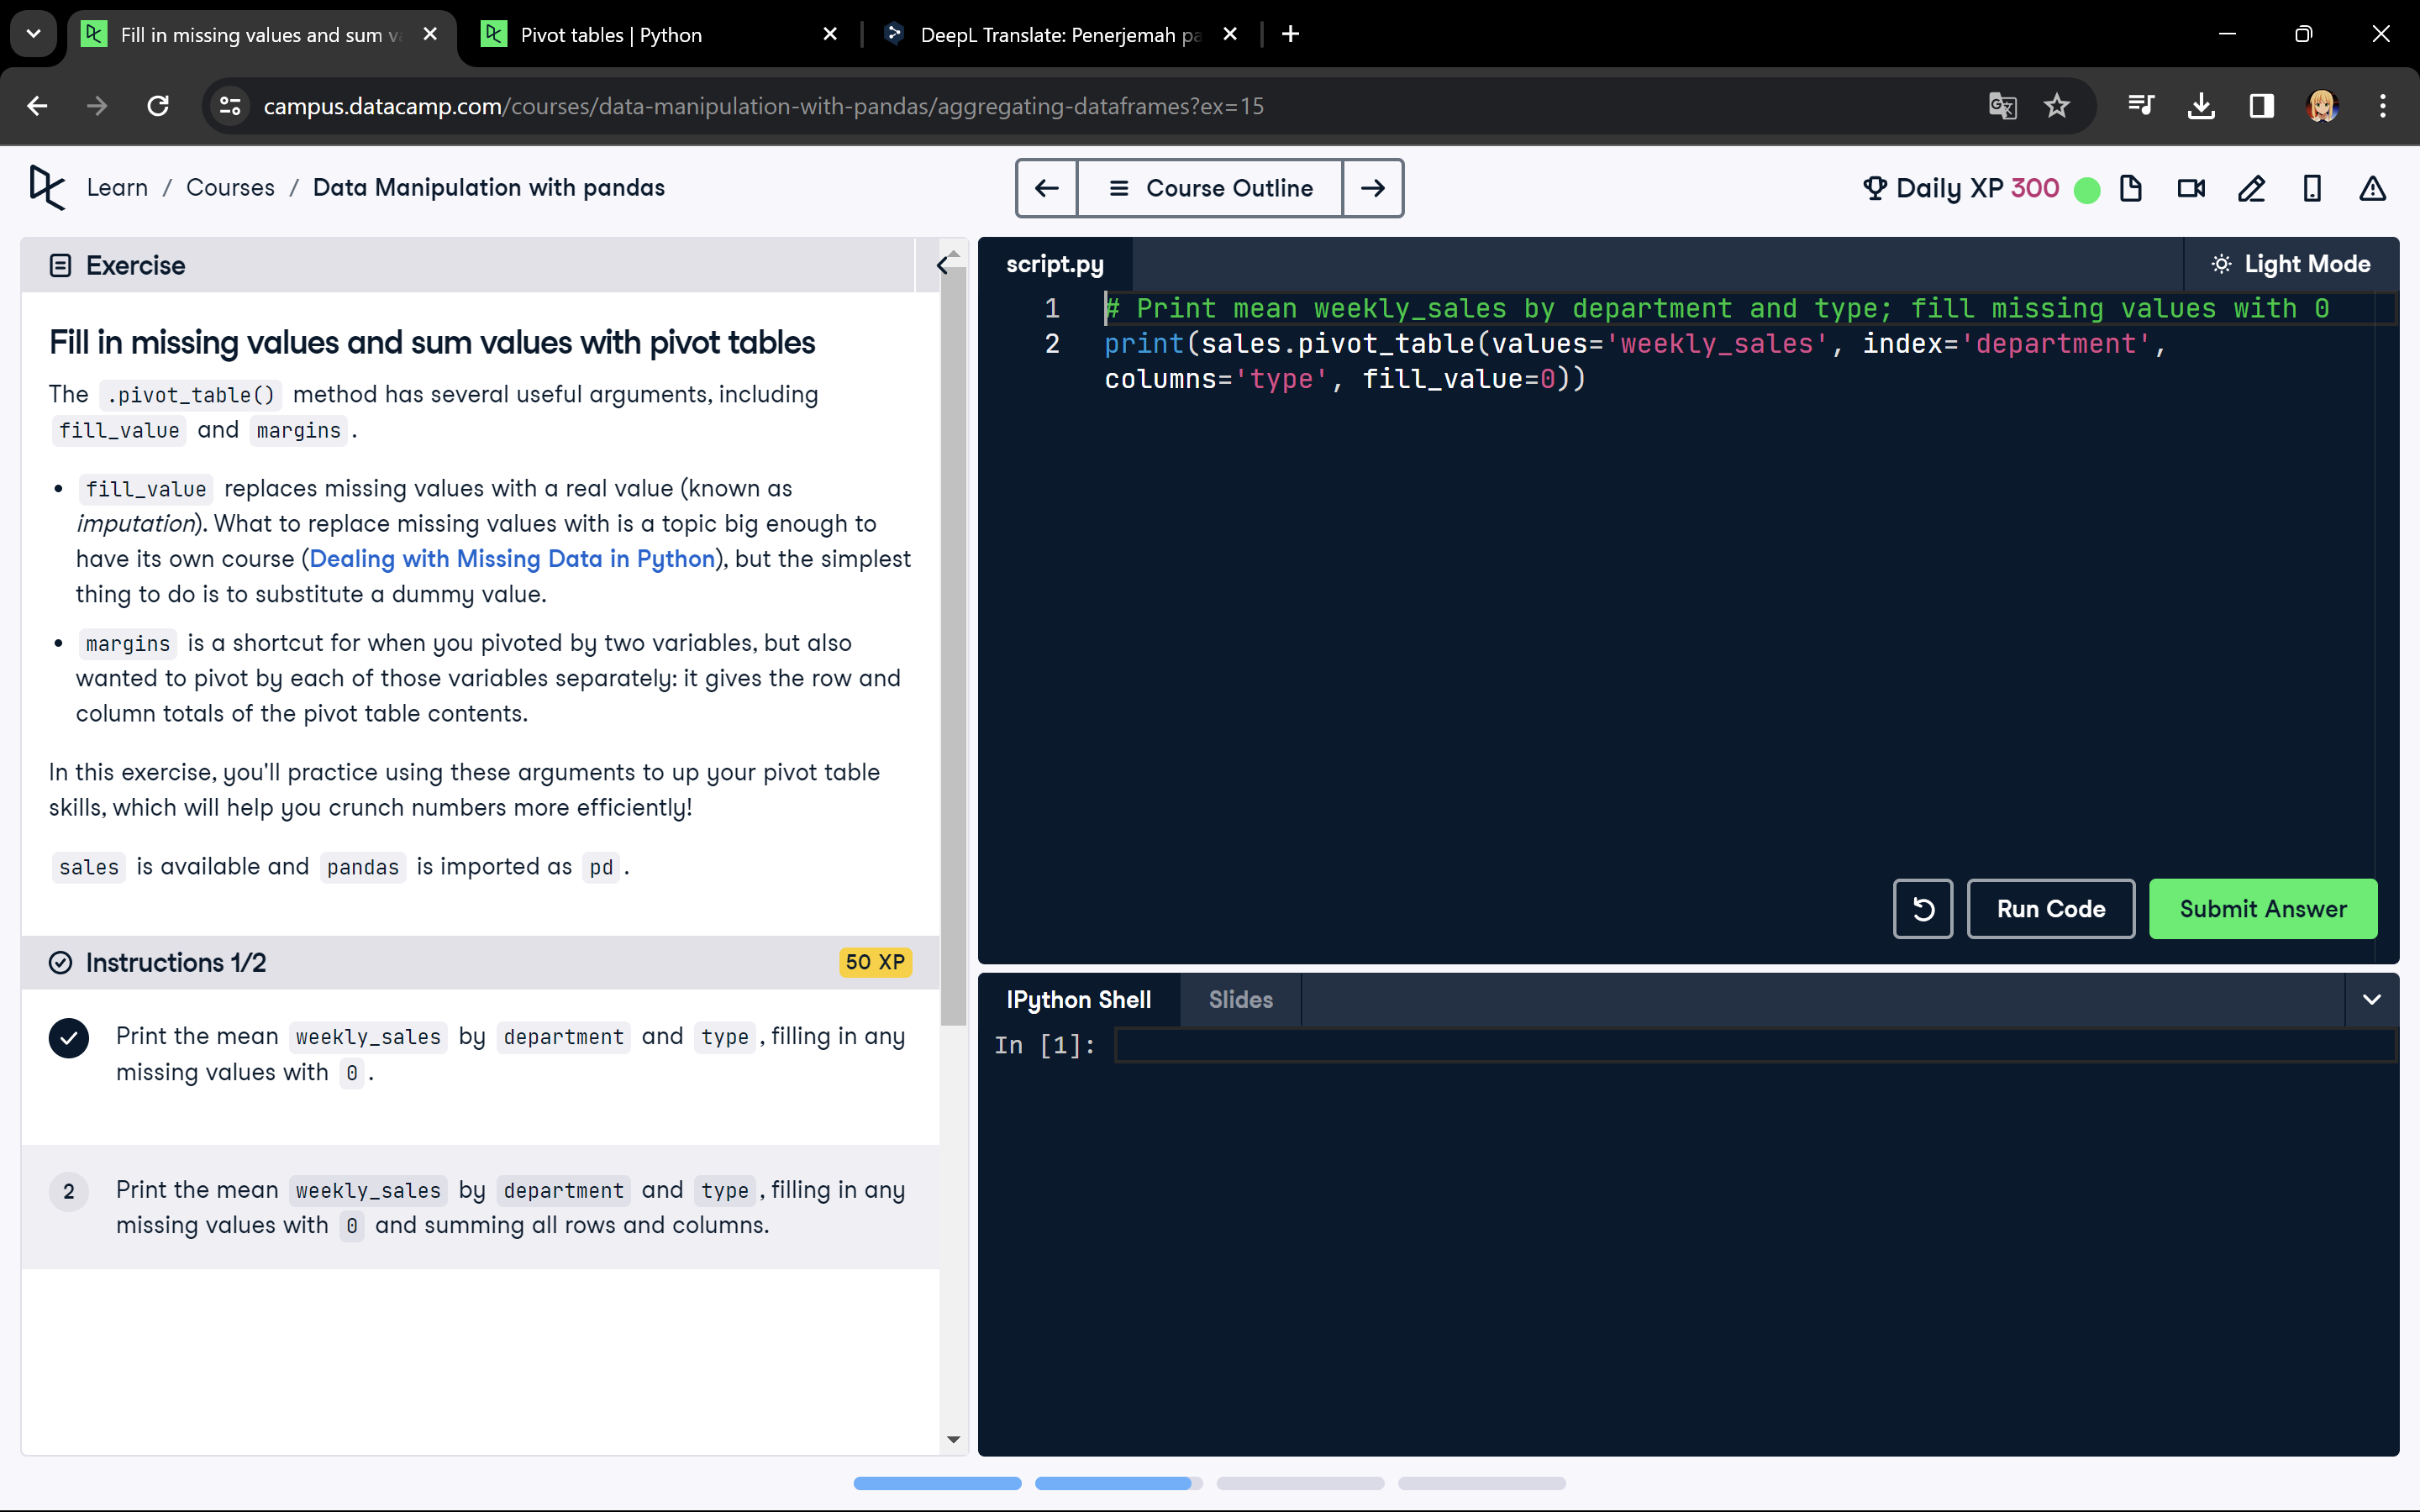 Fill in missing values and sum v
Pivot tables | Python
DeepL Translate: Penerjemah pa
campus.datacamp.com/courses/data-manipulation-with-pandas/aggregating-dataframes?ex=15
Learn / Courses / Data Manipulation with pandas
Course Outline
Daily XP 300
Exercise
Fill in missing values and sum values with pivot tables
The .pivot_table() method has several useful arguments, including
fill_value and margins.
• fill_value replaces missing values with a real value (known as
imputation). What to replace missing values with is a topic big enough to
have its own course (Dealing with Missing Data in Python), but the simplest
thing to do is to substitute a dummy value.
• margins is a shortcut for when you pivoted by two variables, but also
wanted to pivot by each of those variables separately: it gives the row and
column totals of the pivot table contents.
In this exercise, you'll practice using these arguments to up your pivot table
skills, which will help you crunch numbers more efficiently!
sales is available and pandas is imported as pd.
Instructions 1/2
50 XP
Print the mean weekly_sales by department and type, filling in any
missing values with 0.
2
Print the mean weekly_sales by department and type, filling in any
missing values with 0 and summing all rows and columns.
script.py
Light Mode
1 # Print mean weekly_sales by department and type; fill missing values with 0
2 print(sales.pivot_table(values='weekly_sales', index='department',
columns='type', fill_value=0))
Run Code
Submit Answer
IPython Shell
Slides
In [1]: